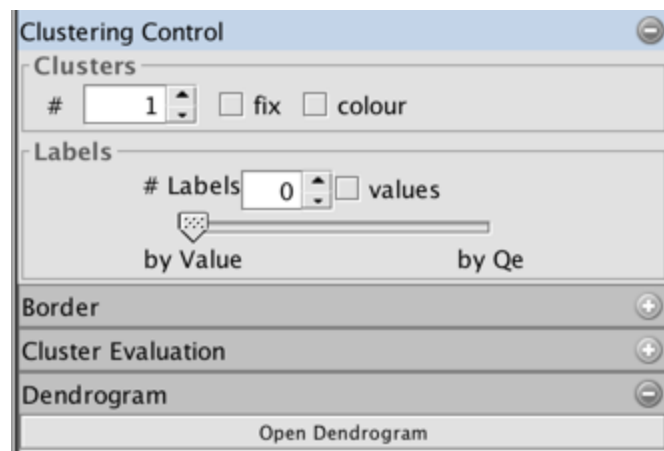 Clustering Control
Clusters
# 1 fix colour
Labels
# Labels 0 values
by Value by Qe
Border
Cluster Evaluation
Dendrogram
Open Dendrogram